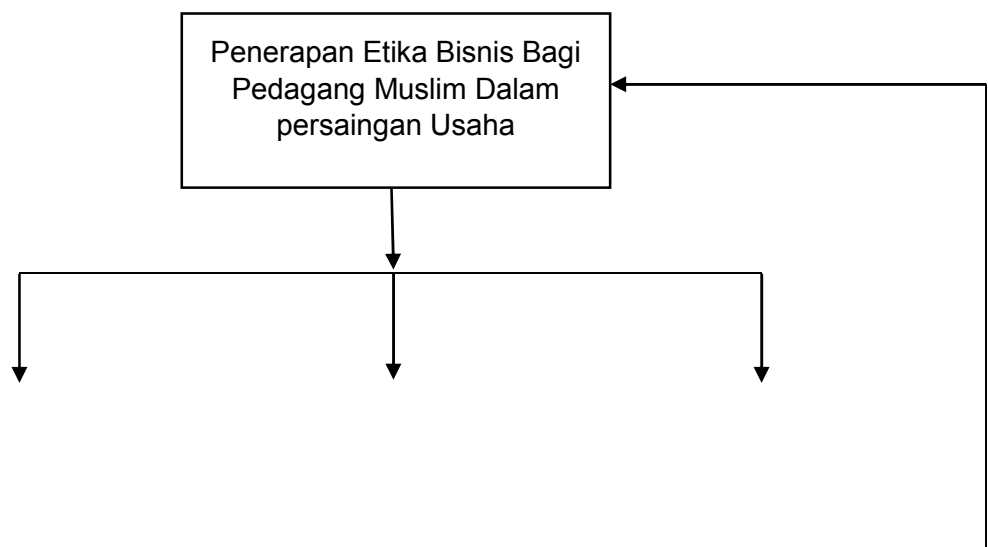 Penerapan Etika Bisnis Bagi
Pedagang Muslim Dalam
persaingan Usaha